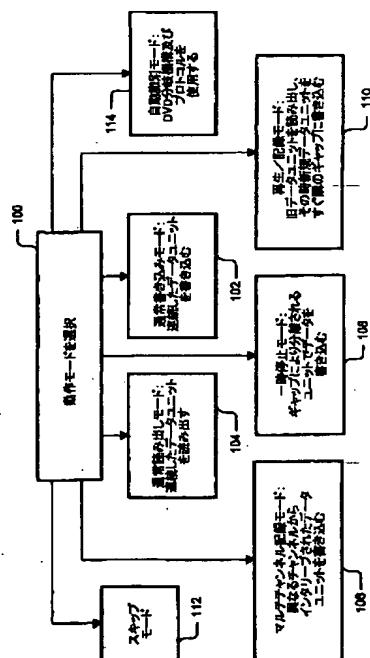 100
動作モードを選択
スキップ
モード
112
通常読み出しモード:
連続したデータユニット
を読み出す
104
通常書き込みモード:
連続したデータユニット
を書き込む
102
自動識別モード:
DVD分岐機構及び
プロトコルを
使用する
114
マルチチャンネル記録モード:
異なるチャンネルから
インタリーブされたデータ
ユニットを書き込む
106
一時停止モード:
ギャップにより分離される
ユニットでデータを
書き込む
108
再生/記録モード:
旧データユニットを読み出し、
その時新規データユニットを
すぐ隣のギャップに書き込む
110